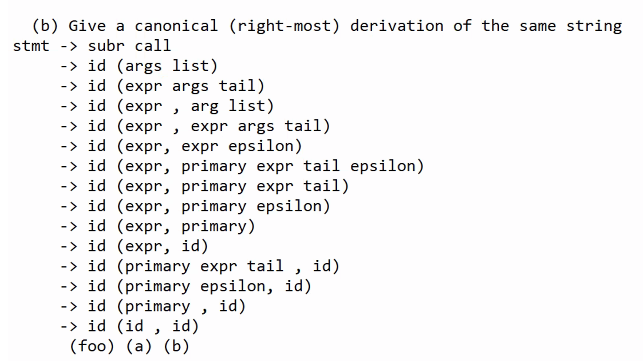 (b) Give a canonical (right-most) derivation of the same string
stmt -> subr call
-> id (args list)
-> id (expr args tail)
-> id (expr , arg list)
-> id (expr , expr args tail)
-> id (expr, expr epsilon)
-> id (expr, primary expr tail epsilon)
-> id (expr, primary expr tail)
-> id (expr, primary epsilon)
-> id (expr, primary)
-> id (expr, id)
-> id (primary expr tail , id)
-> id (primary epsilon, id)
-> id (primary , id)
-> id (id , id)
(foo) (a) (b)